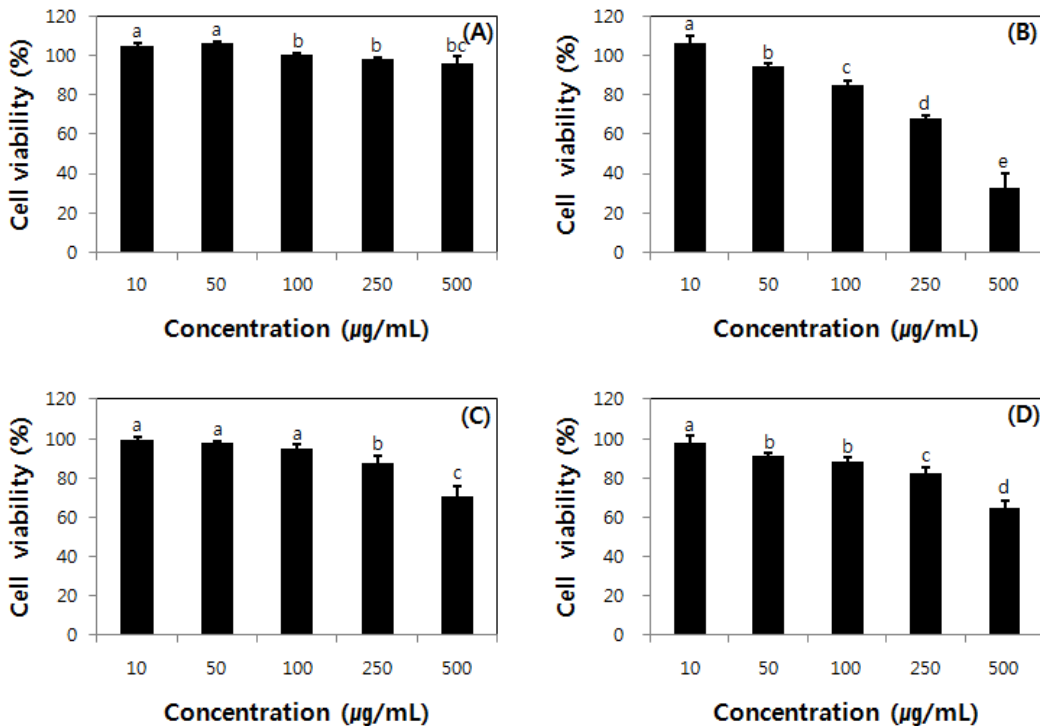 (A)
Cell viability (%)
120
100
80
60
40
20
0
a
a
b
b
bc
10 50 100 250 500
Concentration (㎍/mL)
(B)
Cell viability (%)
120
100
80
60
40
20
0
a
b
c
d
e
10 50 100 250 500
Concentration (㎍/mL)
(C)
Cell viability (%)
120
100
80
60
40
20
0
a
a
a
b
c
10 50 100 250 500
Concentration (㎍/mL)
(D)
Cell viability (%)
120
100
80
60
40
20
0
a
b
b
c
d
10 50 100 250 500
Concentration (㎍/mL)